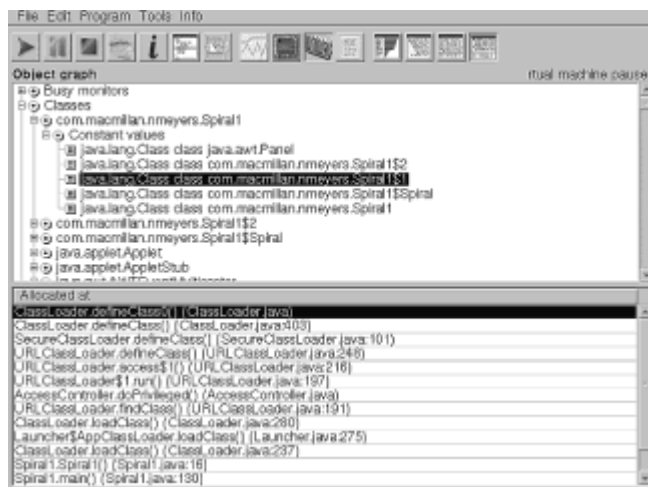 File Edit Program Tools Info
Object graph
rtual machine pause
Busy monitors
Classes
com.macmillan.nmeyers.Spiral1
Constant values
java.lang.Class class java.awt.Panel
java.lang.Class class com.macmillan.nmeyers.Spiral1$2
java.lang.Class class com.macmillan.nmeyers.Spiral1$1
java.lang.Class class com.macmillan.nmeyers.Spiral1$Spiral
java.lang.Class class com.macmillan.nmeyers.Spiral1
com.macmillan.nmeyers.Spiral1$2
com.macmillan.nmeyers.Spiral1$Spiral
java.applet.Applet
java.applet.AppletStub
Allocated at
ClassLoader.defineClass0() (ClassLoader.java)
ClassLoader.defineClass() (ClassLoader.java:403)
SecureClassLoader.defineClass() (SecureClassLoader.java:101)
URLClassLoader.defineClass() (URLClassLoader.java:248)
URLClassLoader.access$1() (URLClassLoader.java:216)
URLClassLoader$1.run() (URLClassLoader.java:197)
AccessController.doPrivileged() (AccessController.java)
URLClassLoader.findClass() (URLClassLoader.java:191)
ClassLoader.loadClass() (ClassLoader.java:280)
Launcher$AppClassLoader.loadClass() (Launcher.java:275)
ClassLoader.loadClass() (ClassLoader.java:237)
Spiral1.Spiral1() (Spiral1.java:16)
Spiral1.main() (Spiral1.java:130)